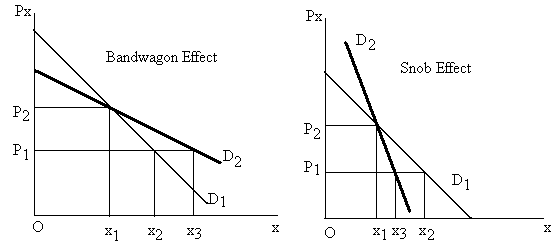 Px
Bandwagon Effect
P2
P1
D2
D1
O
x1
x2
x3
x
Px
D2
Snob Effect
P2
P1
D1
O
x1
x3
x2
x